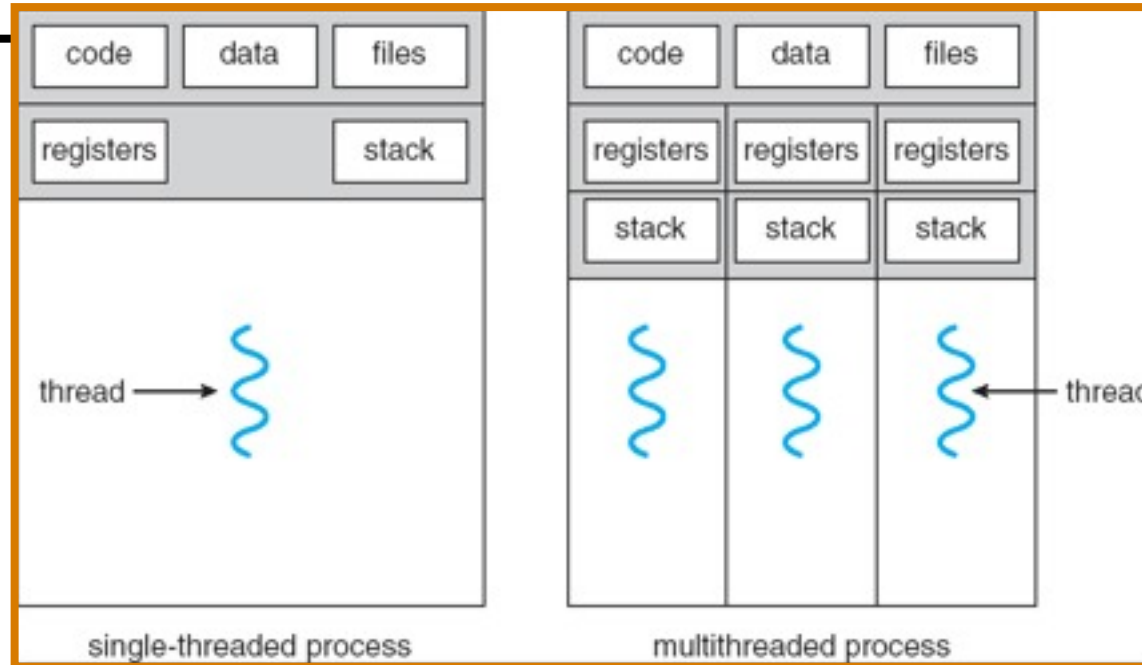 code data files code data files
registers stack registers registers registers
stack stack stack
thread thread
single-threaded process multithreaded process